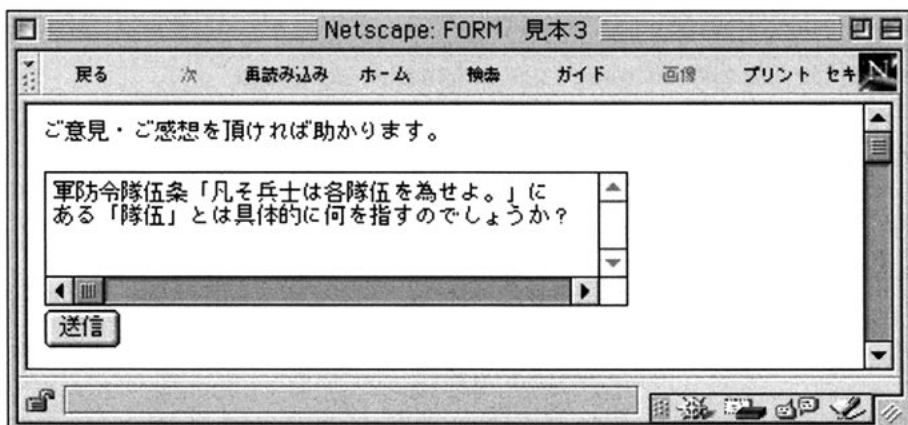 Netscape: FORM 見本3
戻る 次 再読み込み ホーム 検索 ガイド 画像 プリント セキ N
ご意見・ご感想を頂ければ助かります。
軍防令隊伍条「凡そ兵士は各隊伍を為せよ。」に
ある「隊伍」とは具体的に何を指すのでしょうか?
送信